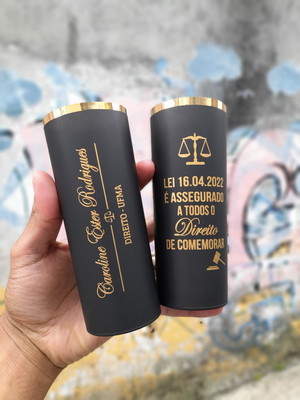 Caroline Ester Rodrigues
DIREITO - UFMA
LEI 16.04.2022
É ASSEGURADO
A TODOS O
Direito
DE COMEMORAR